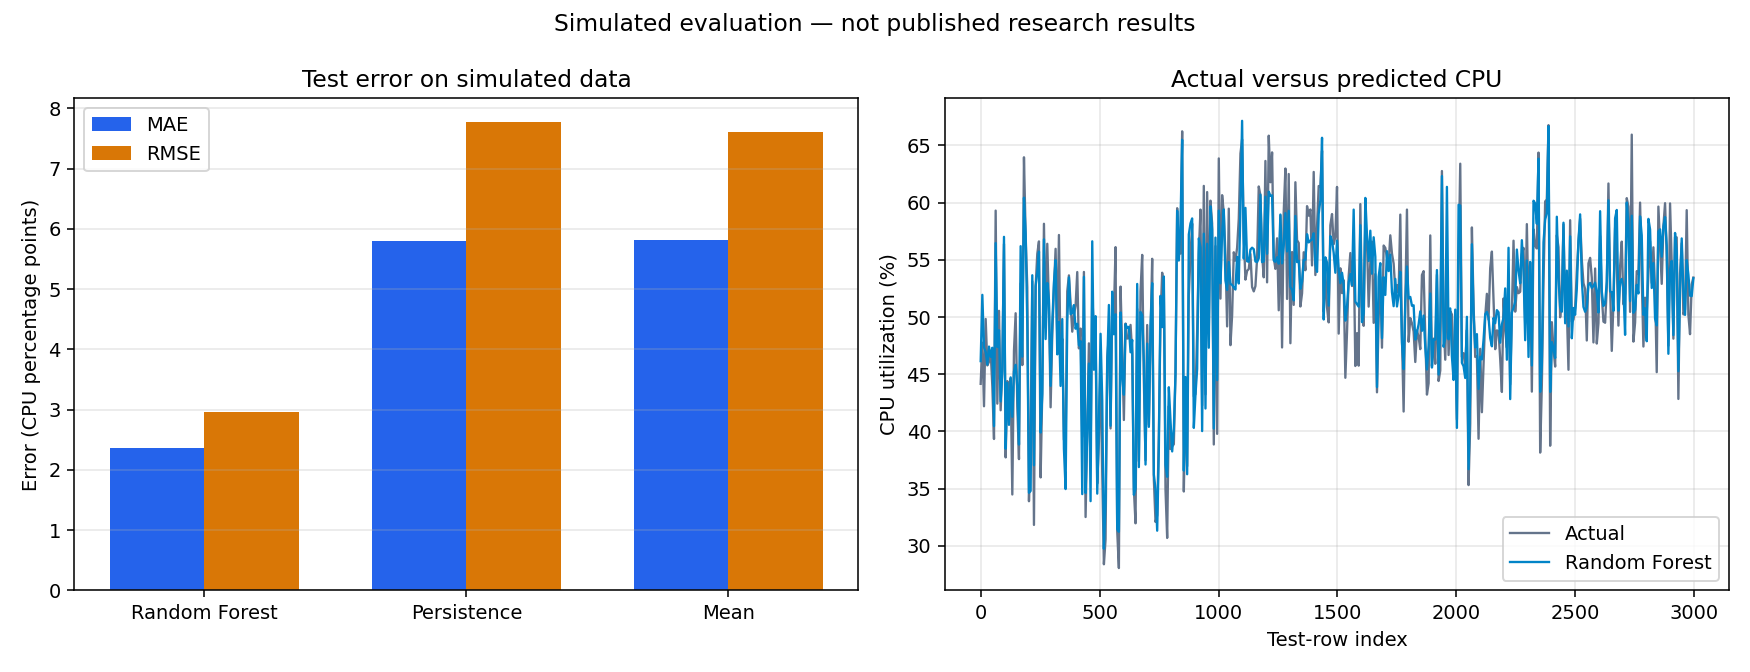 Simulated evaluation — not published research results
Test error on simulated data
Error (CPU percentage points)
8
7
6
5
4
3
2
1
0
MAE
RMSE
Random Forest
Persistence
Mean
Actual versus predicted CPU
CPU utilization (%)
65
60
55
50
45
40
35
30
Actual
Random Forest
0
500
1000
1500
2000
2500
3000
Test-row index